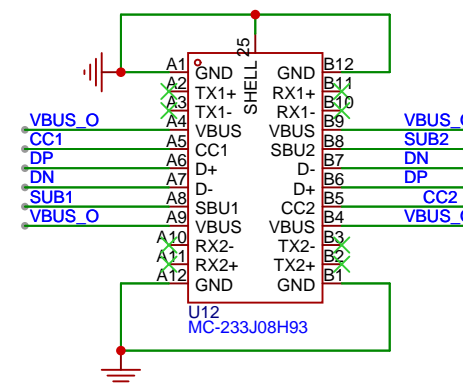 25
SHELL
A1 GND GND B12
A2 TX1+ RX1+ B11
A3 TX1- RX1- B10
VBUS_O A4 VBUS VBUS B9 VBUS_O
CC1 A5 CC1 SBU2 B8 SUB2
DP A6 D+ D- B7 DN
DN A7 D- D+ B6 DP
SUB1 A8 SBU1 CC2 B5 CC2
VBUS_O A9 VBUS VBUS B4 VBUS_O
A10 RX2- TX2- B3
A11 RX2+ TX2+ B2
A12 GND GND B1
U12
MC-233J08H93